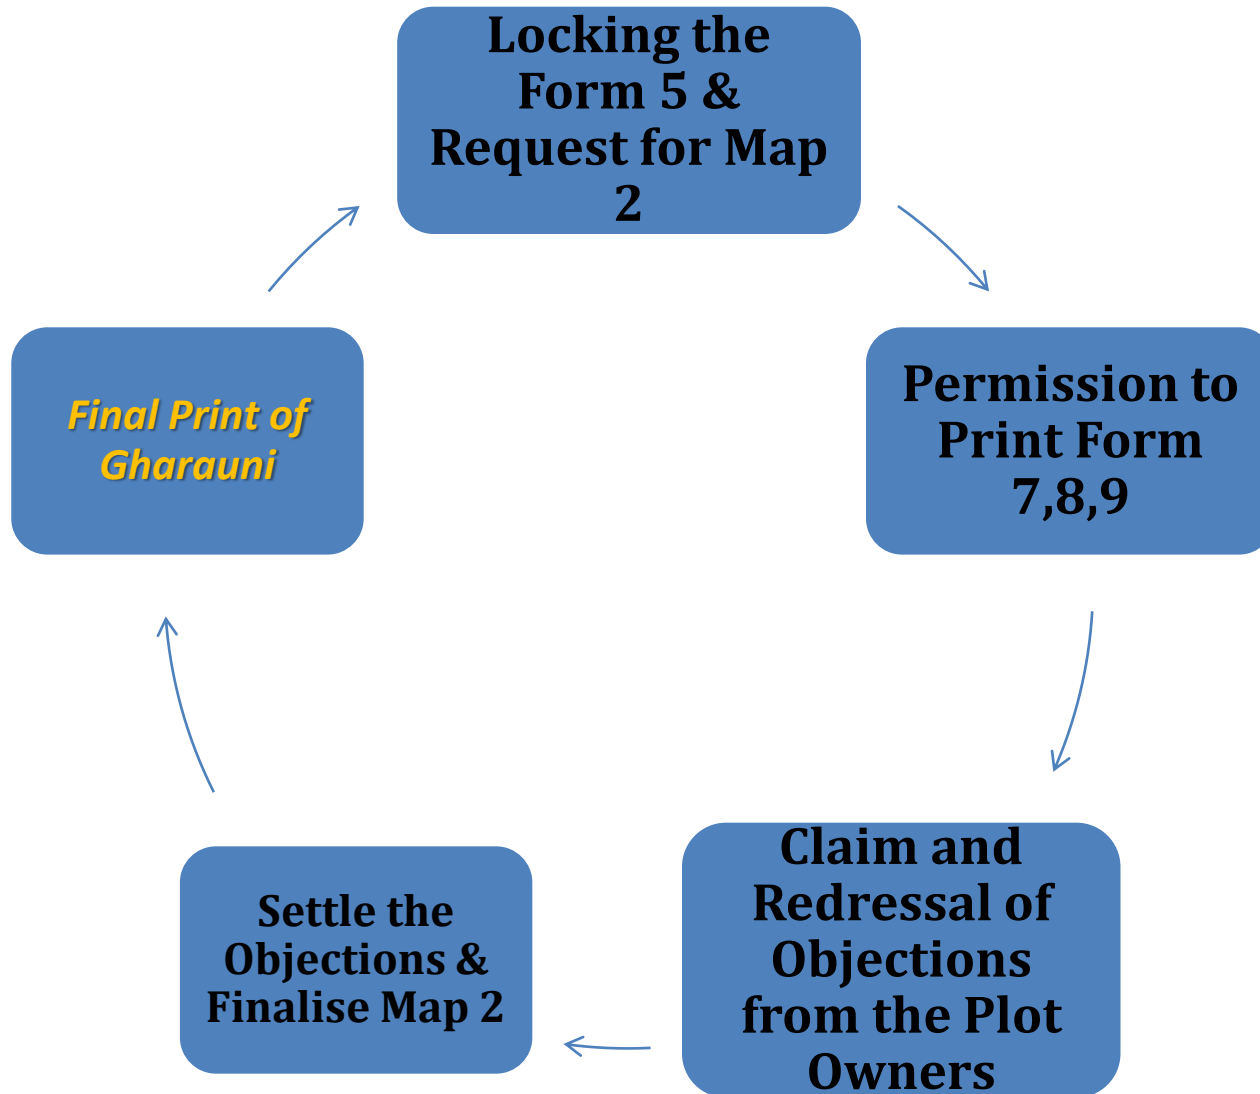 Locking the
Form 5 &
Request for Map
2
Permission to
Print Form
7,8,9
Claim and
Redressal of
Objections
from the Plot
Owners
Settle the
Objections &
Finalise Map 2
Final Print of
Gharauni